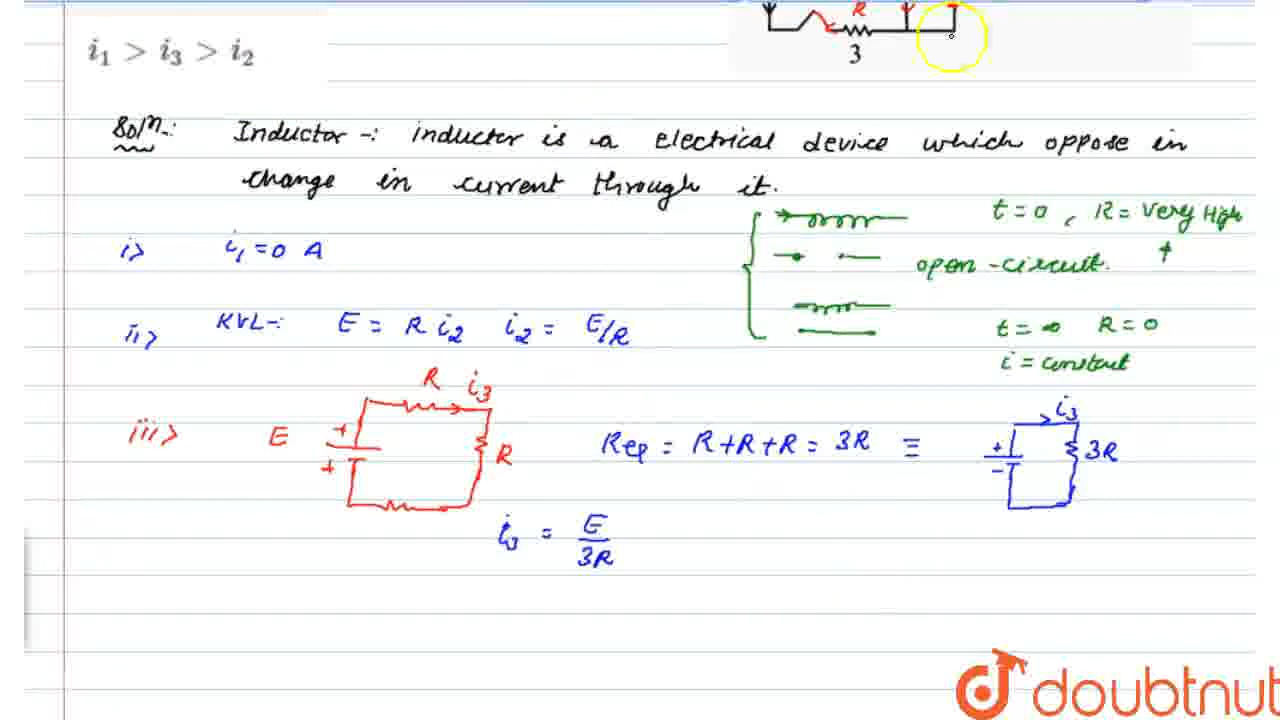 R
3
i₁ > i₃ > i₂
Solⁿ:
Inductor -: inductor is a electrical device which oppose in
change in current through it.
t = 0 , R = Very High
open - circuit.
i> i₁ = 0 A
ii> KVL -: E = R i₂ i₂ = E/R
t = ∞ R = 0
i = constant
R i₃
iii> E + + R
Req = R + R + R = 3R ≡
i₃ + - 3R
i₃ = E/3R
doubtnut